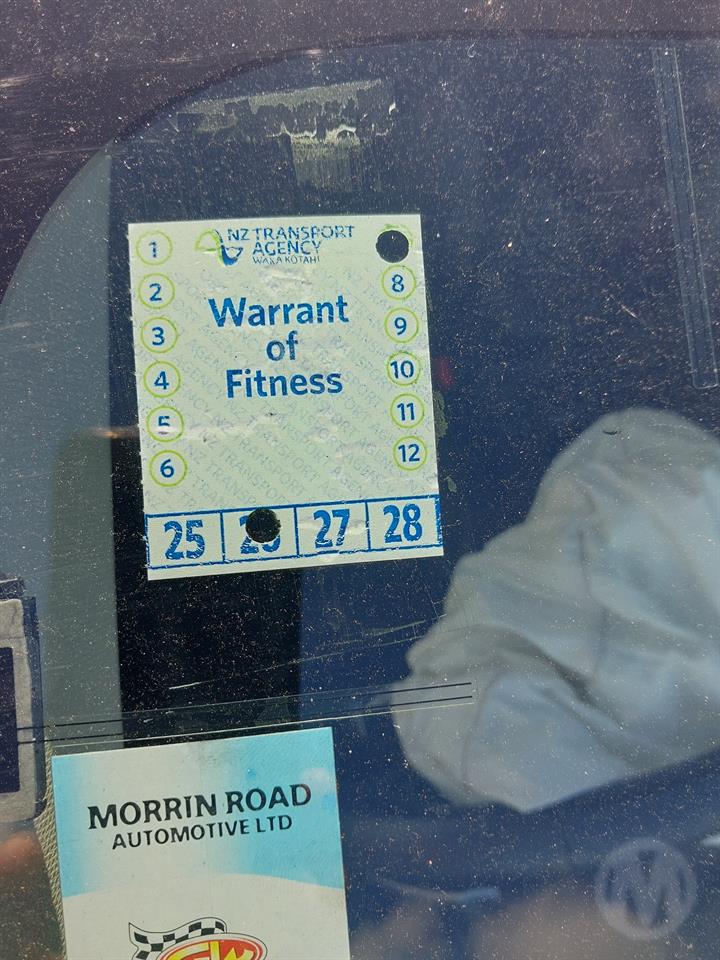 NZ TRANSPORT
AGENCY
WAKA KOTAHI
1
2
3
4
5
6
8
9
10
11
12
Warrant
of
Fitness
25
27
28
MORRIN ROAD
AUTOMOTIVE LTD